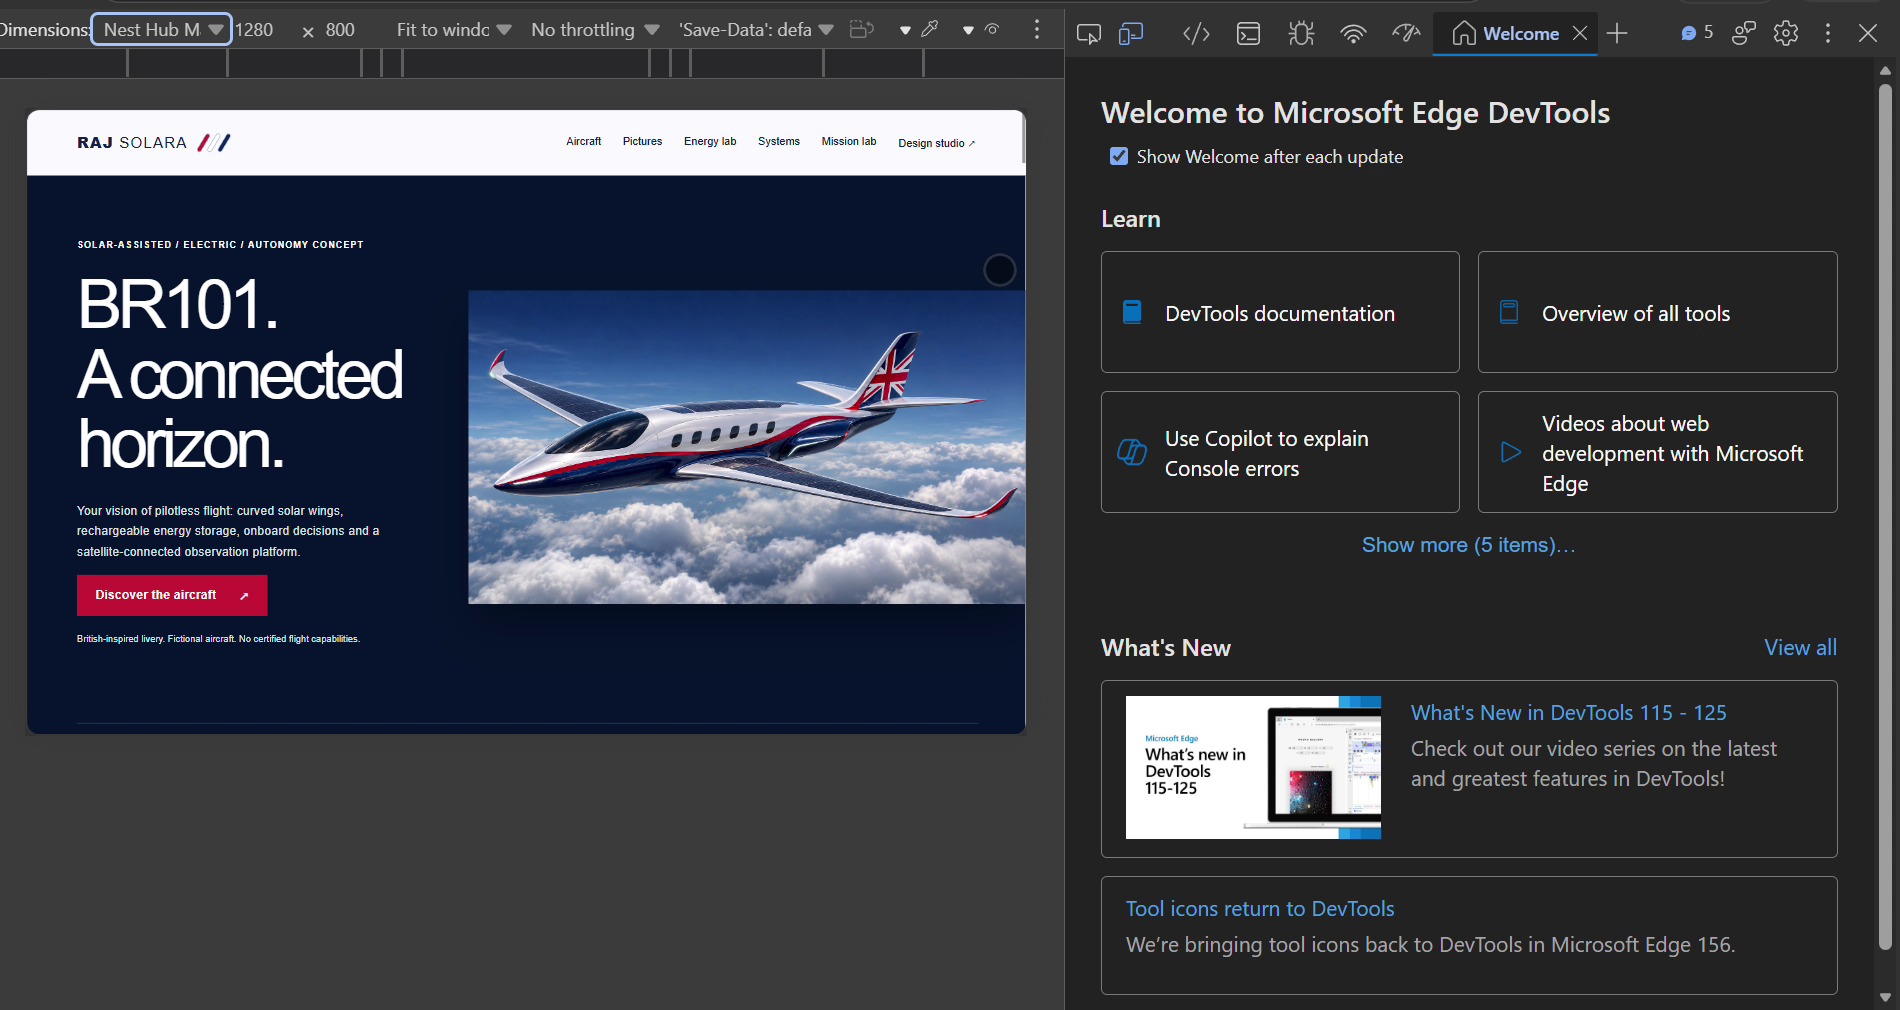 Dimensions: Nest Hub M 1280 × 800 Fit to windo No throttling 'Save-Data': defa
Welcome
5
RAJ SOLARA
Aircraft Pictures Energy lab Systems Mission lab Design studio ↗
SOLAR-ASSISTED / ELECTRIC / AUTONOMY CONCEPT
BR101.
A connected
horizon.
Your vision of pilotless flight: curved solar wings,
rechargeable energy storage, onboard decisions and a
satellite-connected observation platform.
Discover the aircraft ↗
British-inspired livery. Fictional aircraft. No certified flight capabilities.
Welcome to Microsoft Edge DevTools
Show Welcome after each update
Learn
DevTools documentation
Overview of all tools
Use Copilot to explain
Console errors
Videos about web
development with Microsoft
Edge
Show more (5 items)…
What's New
View all
Microsoft Edge
What's new in
DevTools
115-125
What's New in DevTools 115 - 125
Check out our video series on the latest
and greatest features in DevTools!
Tool icons return to DevTools
We’re bringing tool icons back to DevTools in Microsoft Edge 156.